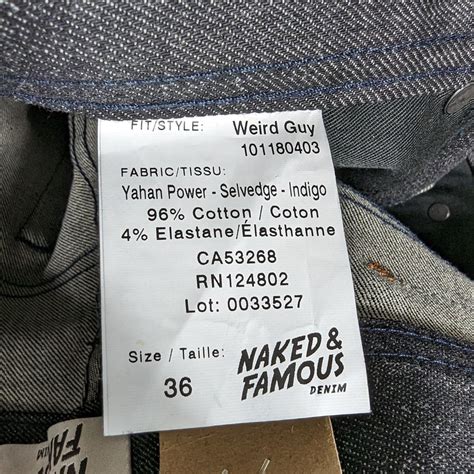 FIT/STYLE: Weird Guy
101180403
FABRIC/TISSU:
Yahan Power - Selvedge - Indigo
96% Cotton / Coton
4% Elastane/Élasthanne
CA53268
RN124802
Lot: 0033527
Size / Taille:
36
NAKED &
FAMOUS
DENIM